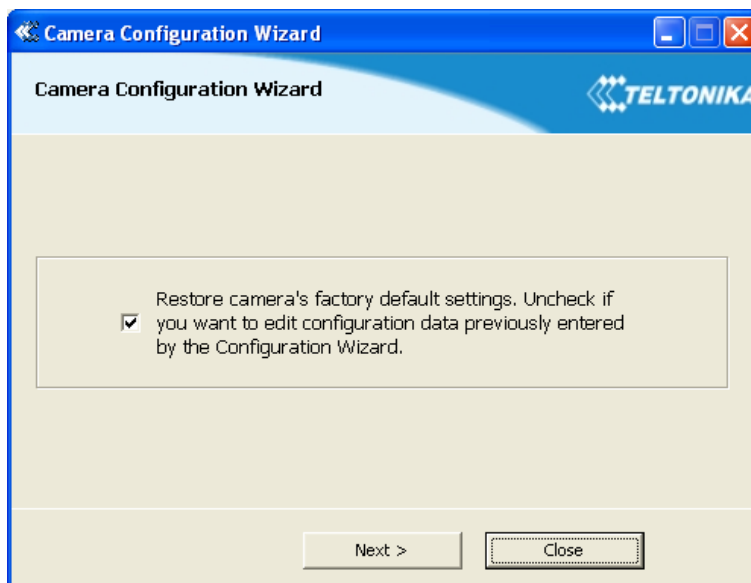 Camera Configuration Wizard
Camera Configuration Wizard
TELTONIKA
Restore camera's factory default settings. Uncheck if
you want to edit configuration data previously entered
by the Configuration Wizard.
Next >
Close